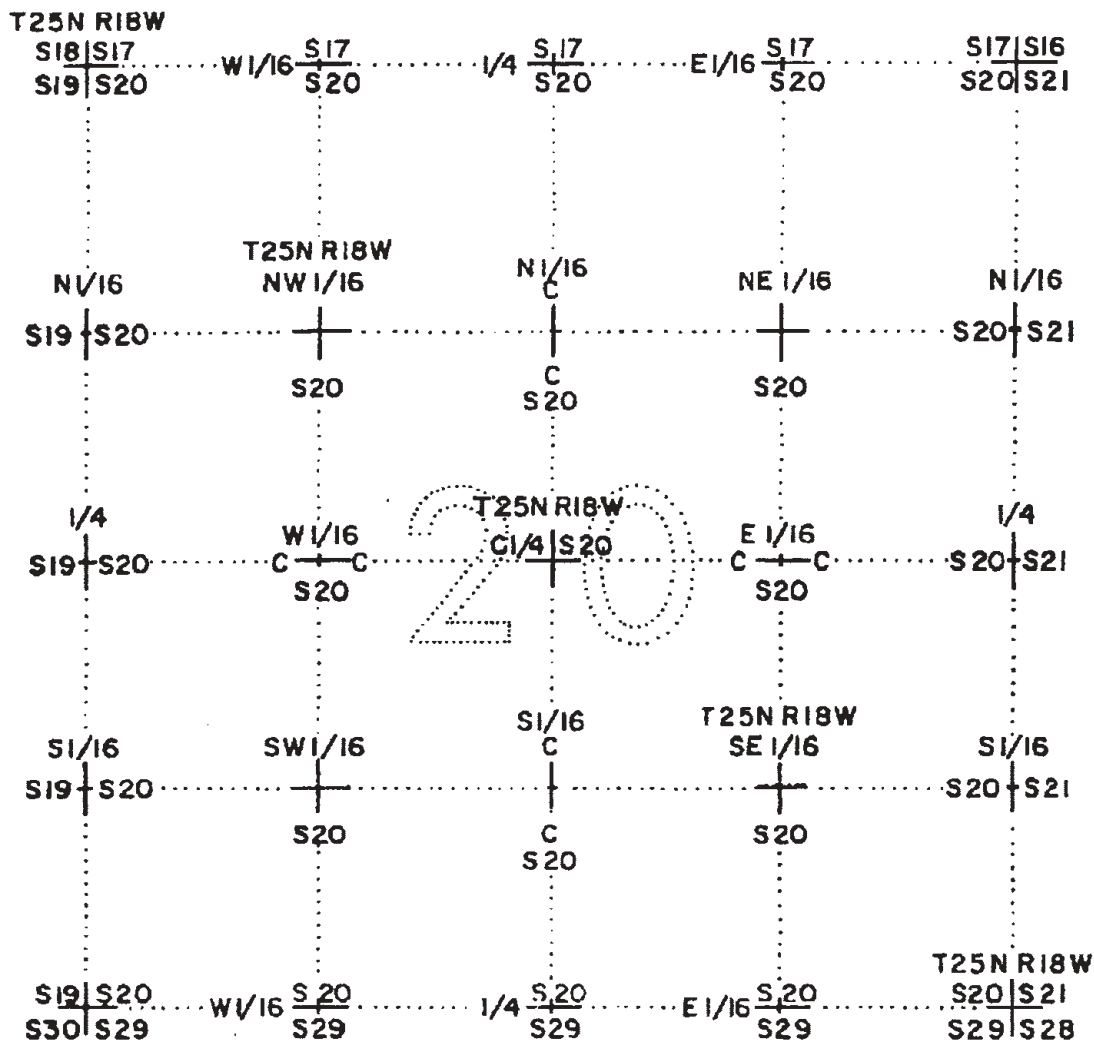 T25N R18W
S18 S17
S19 S20
W1/16 S17
S20
1/4 S17
S20
E1/16 S17
S20
S17 S16
S20 S21
N1/16
S19 S20
T25N R18W
NW1/16
S20
N1/16
C
C
S20
NE1/16
S20
N1/16
S20 S21
1/4
S19 S20
W1/16
C C
S20
20
T25N R18W
C1/4 S20
E1/16
C C
S20
1/4
S20 S21
S1/16
S19 S20
SW1/16
S20
S1/16
C
C
S20
T25N R18W
SE1/16
S20
S1/16
S20 S21
S19 S20
S30 S29
W1/16 S20
S29
1/4 S20
S29
E1/16 S20
S29
T25N R18W
S20 S21
S29 S28